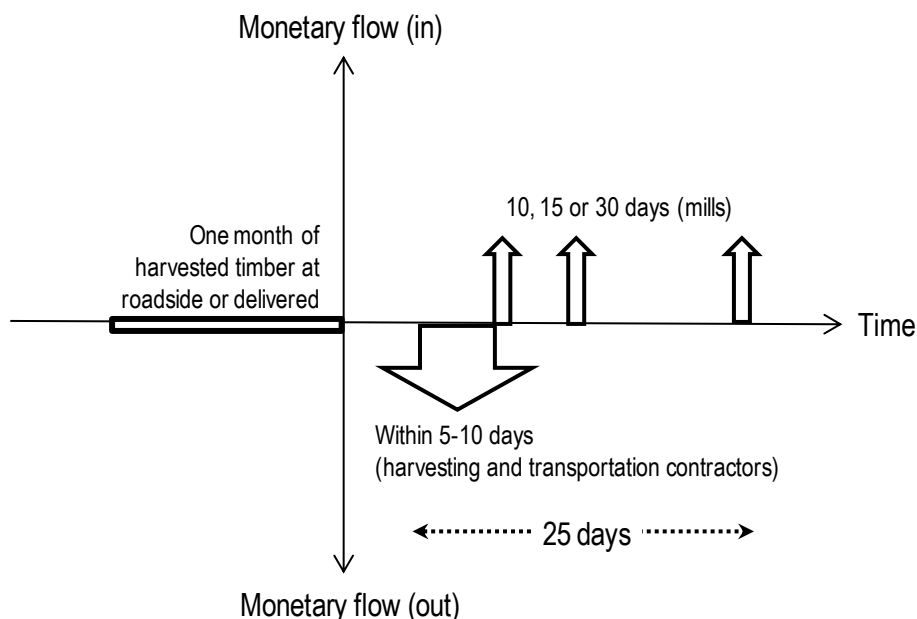 Monetary flow (in)
10, 15 or 30 days (mills)
One month of
harvested timber at
roadside or delivered
Time
Within 5-10 days
(harvesting and transportation contractors)
25 days
Monetary flow (out)